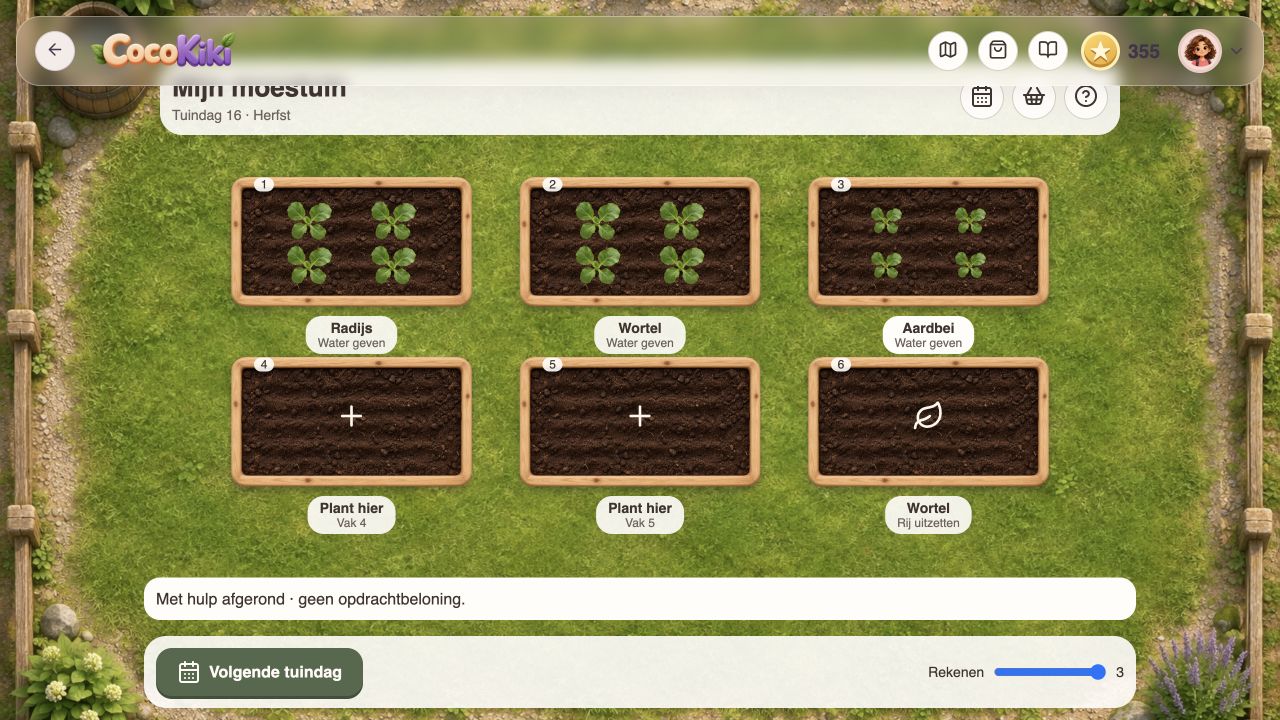 CocoKiki
355
Mijn moestuin
Tuindag 16 · Herfst
1
2
3
Radijs
Water geven
Wortel
Water geven
Aardbei
Water geven
4
5
6
Plant hier
Vak 4
Plant hier
Vak 5
Wortel
Rij uitzetten
Met hulp afgerond · geen opdrachtbeloning.
Volgende tuindag
Rekenen
3